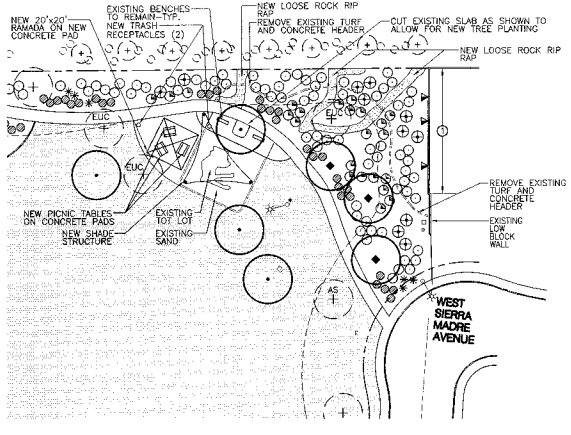 NEW 20'x20'
RAMADA ON NEW
CONCRETE PAD
EXISTING BENCHES
TO REMAIN-TYP.
NEW TRASH
RECEPTACLES (2)
NEW LOOSE ROCK RIP
RAP
REMOVE EXISTING TURF
AND CONCRETE HEADER
CUT EXISTING SLAB AS SHOWN TO
ALLOW FOR NEW TREE PLANTING
NEW LOOSE ROCK RIP
RAP
EUC
EUC
EUC
EUC
NEW PICNIC TABLES
ON CONCRETE PADS
NEW SHADE
STRUCTURE
EXISTING
TOT LOT
EXISTING
SAND
REMOVE EXISTING
TURF AND
CONCRETE
HEADER
EXISTING
LOW
BLOCK
WALL
AS
WEST
SIERRA
MADRE
AVENUE